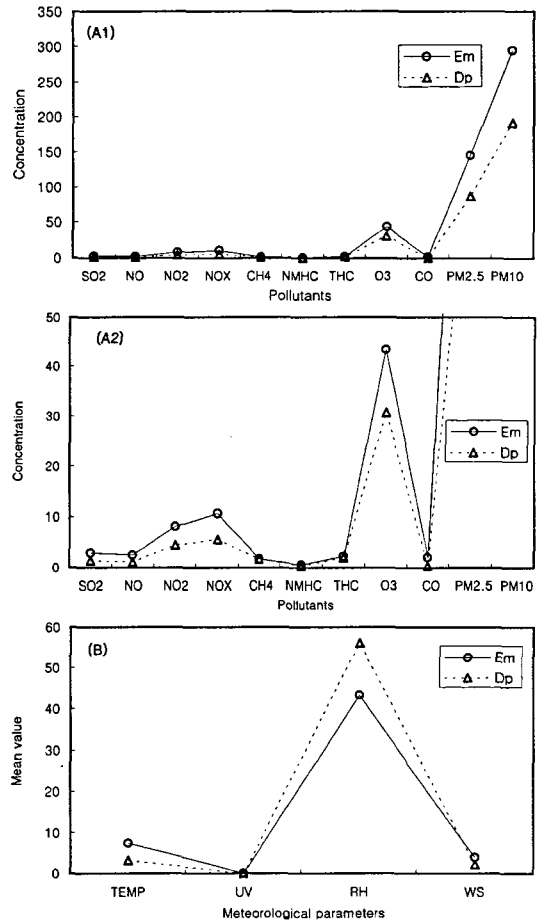 (A1)
350
300
250
200
150
100
50
0
Concentration
Em
Dp
SO2 NO NO2 NOX CH4 NMHC THC O3 CO PM2.5 PM10
Pollutants
(A2)
50
40
30
20
10
0
Concentration
Em
Dp
SO2 NO NO2 NOX CH4 NMHC THC O3 CO PM2.5 PM10
Pollutants
(B)
60
50
40
30
20
10
0
Mean value
Em
Dp
TEMP UV RH WS
Meteorological parameters